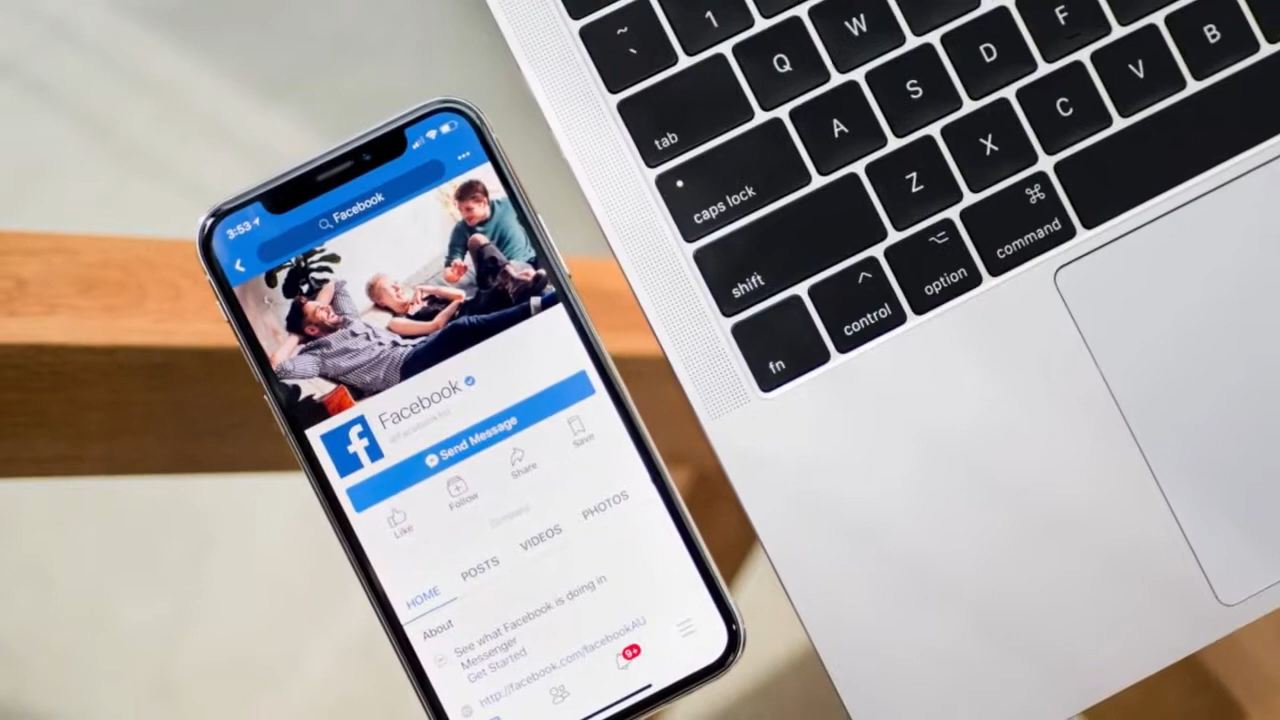 3:53
Facebook
Facebook
Send Message
Like
Follow
Share
Save
Company
HOME
POSTS
VIDEOS
PHOTOS
About
See what Facebook is doing in
Messenger
Get Started
http://facebook.com/facebookAU
9+
~
`
1
Q
W
F
tab
A
S
D
V
B
caps lock
Z
X
C
shift
fn
control
option
command